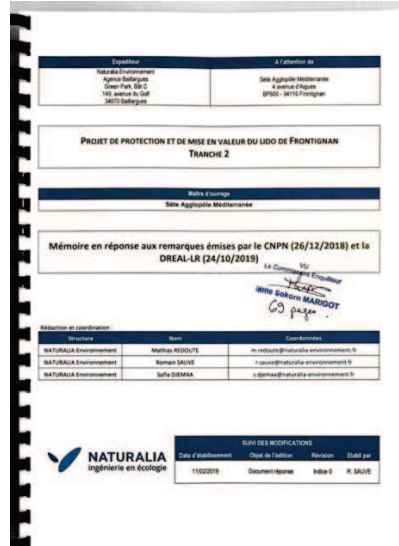 Expéditeur
A l'attention de
Naturalia Environnement
Agence Baillargues
Green Park, Bât C
149, avenue du Golf
34670 Baillargues
Sète Agglopôle Méditerranée
4 avenue d'Aigues
BP600 - 34110 Frontignan
PROJET DE PROTECTION ET DE MISE EN VALEUR DU LIDO DE FRONTIGNAN
TRANCHE 2
Maître d'ouvrage
Sète Agglopôle Méditerranée
Mémoire en réponse aux remarques émises par le CNPN (26/12/2018) et la
DREAL-LR (24/10/2019)
VU
Le Commissaire Enquêteur
Mme Sokorn MARIGOT
69 pages
Rédaction et coordination :
Structure Nom Coordonnées
NATURALIA Environnement Mathias REDOUTE m.redoute@naturalia-environnement.fr
NATURALIA Environnement Romain SAUVE r.sauve@naturalia-environnement.fr
NATURALIA Environnement Sofia DJEMAA s.djemaa@naturalia-environnement.fr
NATURALIA
ingénierie en écologie
SUIVI DES MODIFICATIONS
Date d'établissement Objet de l'édition Révision Etabli par
11/02/2019 Document réponse Indice 0 R. SAUVE